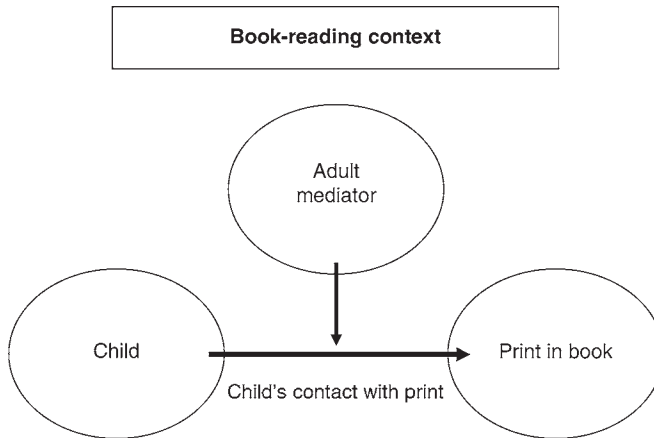 Book-reading context
Adult
mediator
Child
Print in book
Child's contact with print